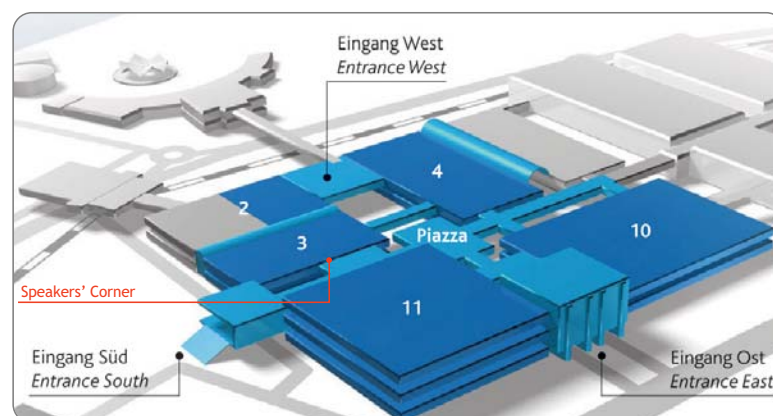 Eingang West
Entrance West
4
2
3
Piazza
10
Speakers' Corner
11
Eingang Süd
Entrance South
Eingang Ost
Entrance East